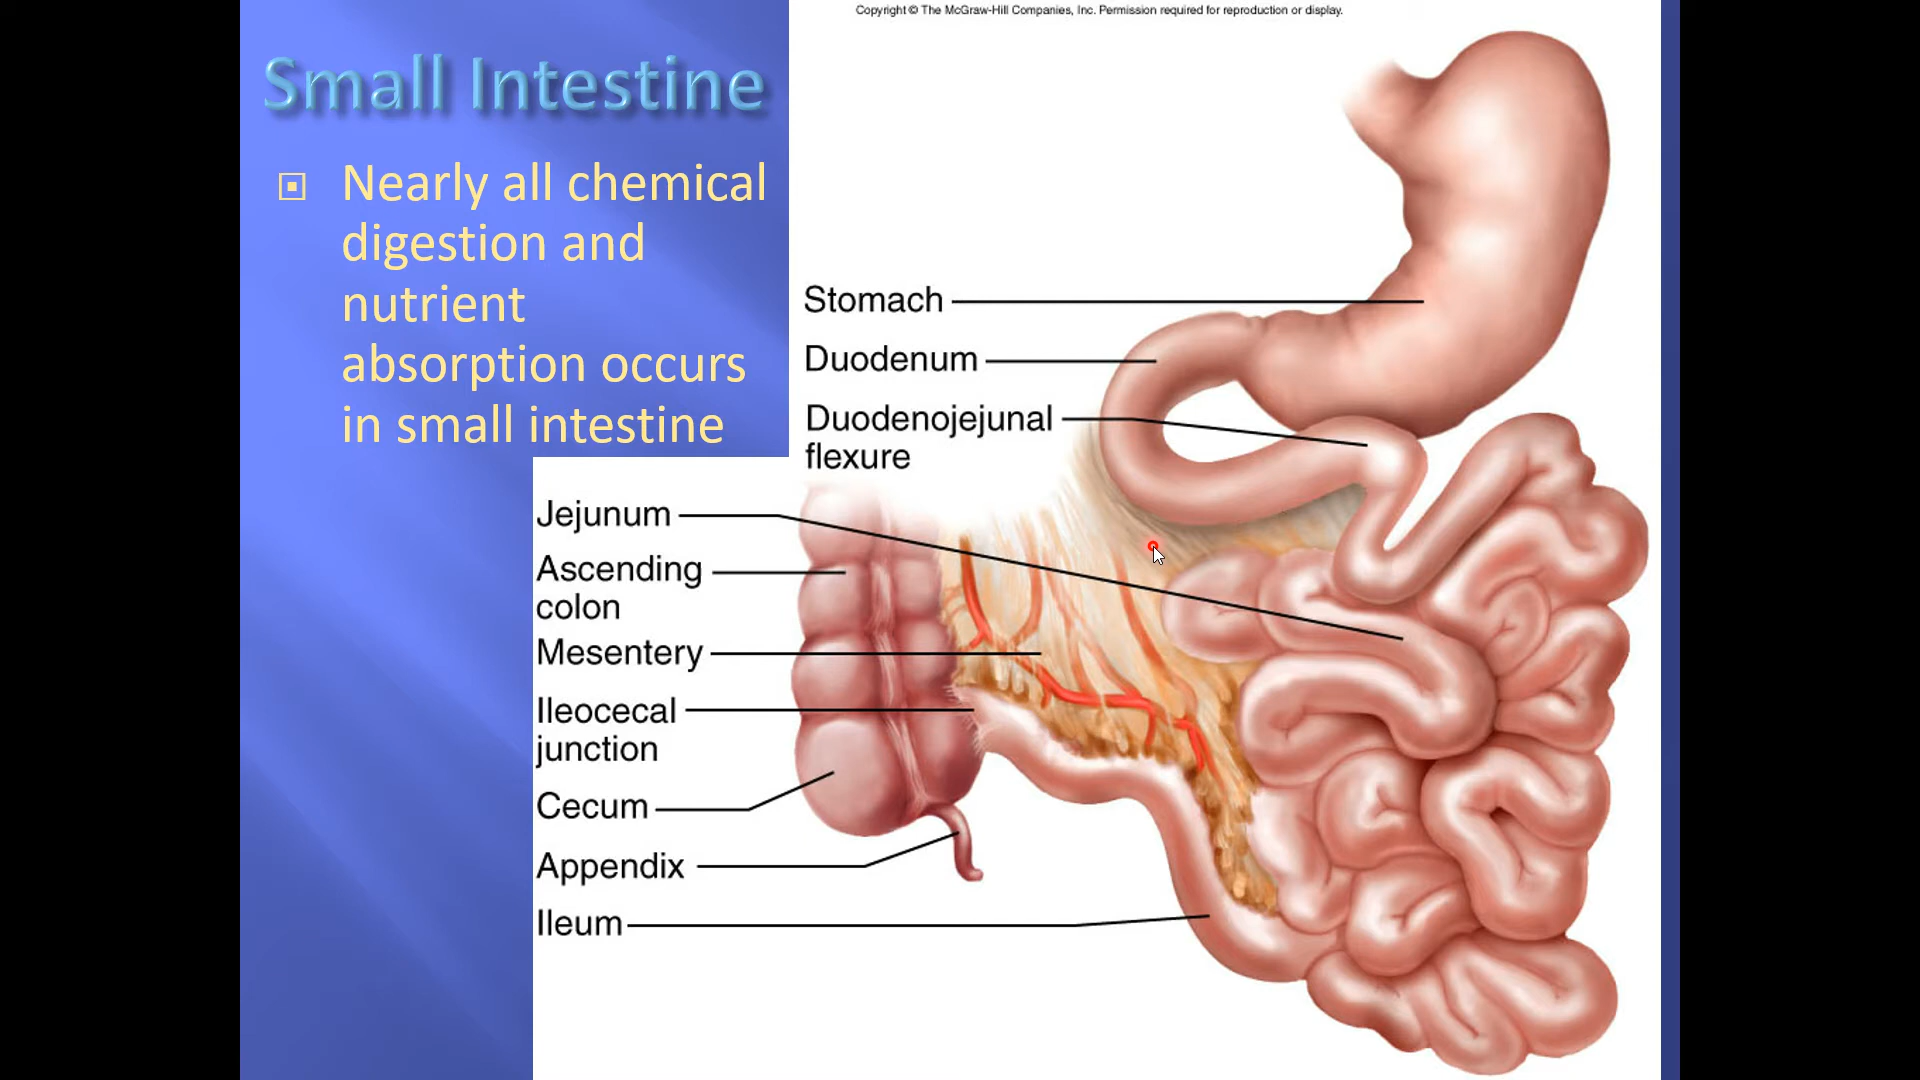 Copyright © The McGraw-Hill Companies, Inc. Permission required for reproduction or display.
Small Intestine
Nearly all chemical
digestion and
nutrient
absorption occurs
in small intestine
Stomach
Duodenum
Duodenojejunal
flexure
Jejunum
Ascending
colon
Mesentery
Ileocecal
junction
Cecum
Appendix
Ileum